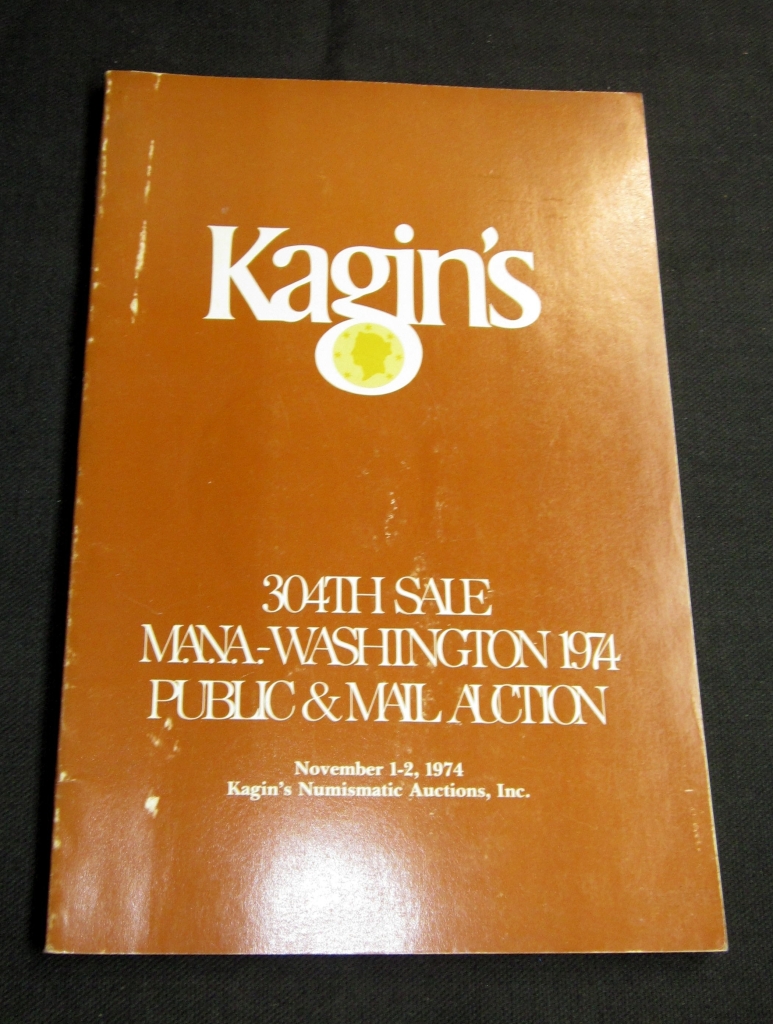 Kagin's
304TH SALE
M.A.N.A.-WASHINGTON 1974
PUBLIC & MAIL AUCTION
November 1-2, 1974
Kagin's Numismatic Auctions, Inc.